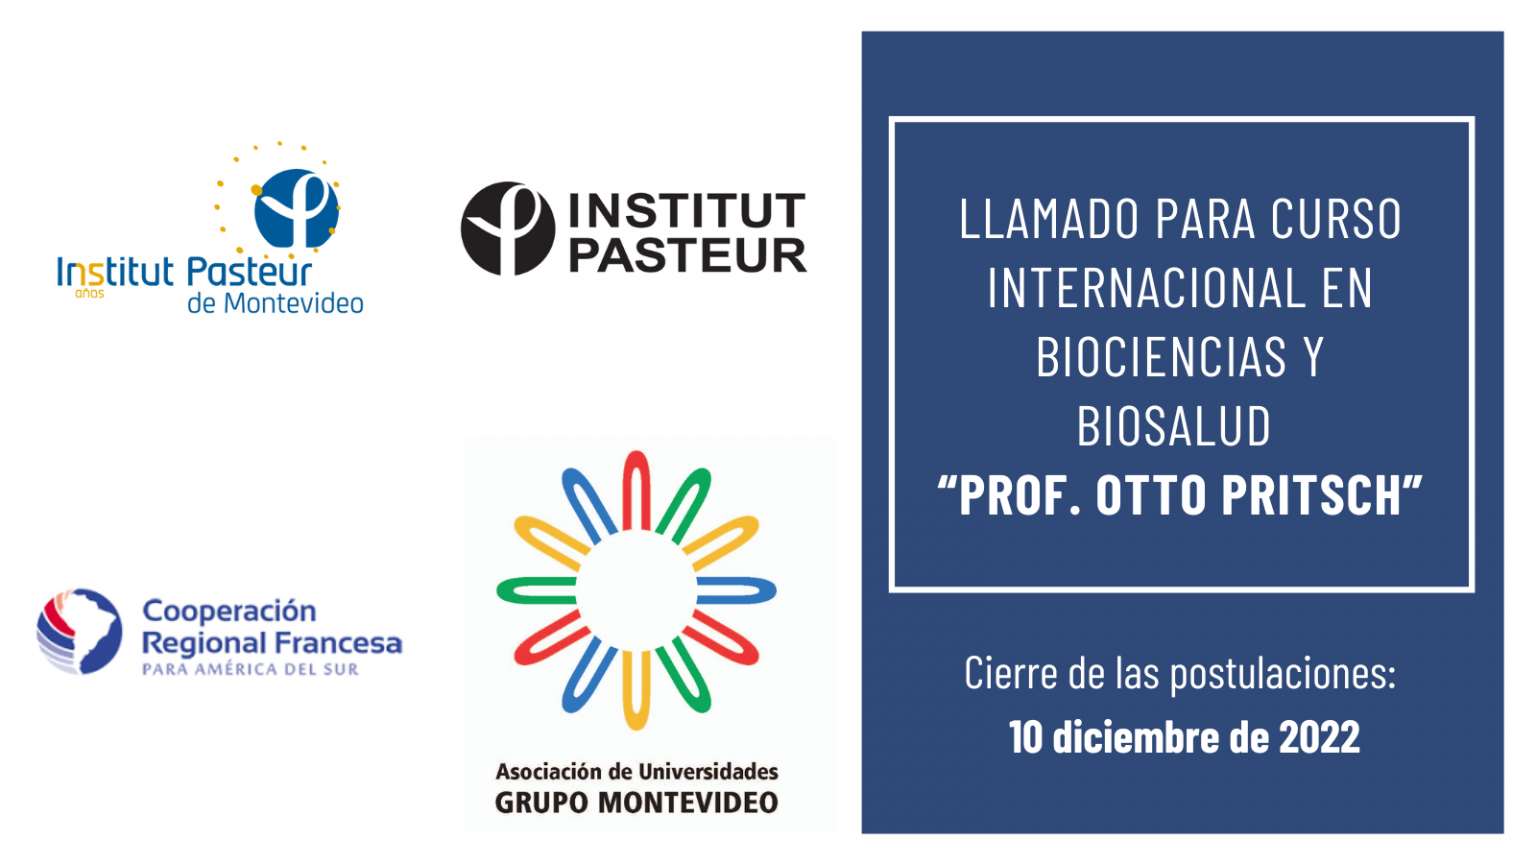 Institut Pasteur
años
de Montevideo
INSTITUT
PASTEUR
Cooperación
Regional Francesa
PARA AMÉRICA DEL SUR
Asociación de Universidades
GRUPO MONTEVIDEO
LLAMADO PARA CURSO
INTERNACIONAL EN
BIOCIENCIAS Y
BIOSALUD
“PROF. OTTO PRITSCH”
Cierre de las postulaciones:
10 diciembre de 2022